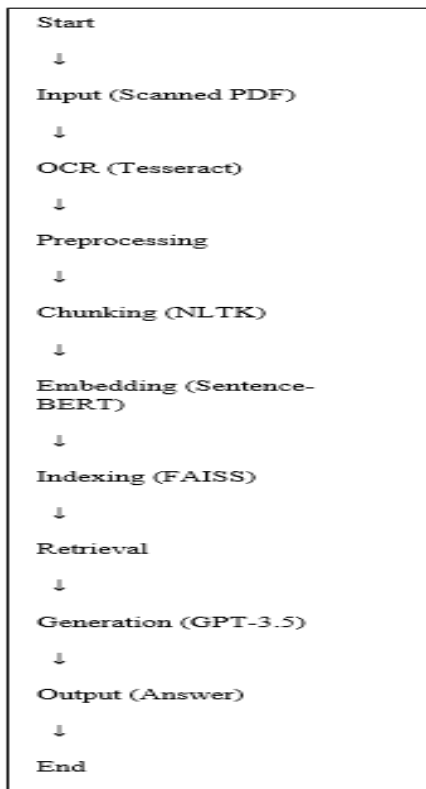 Start
↓
Input (Scanned PDF)
↓
OCR (Tesseract)
↓
Preprocessing
↓
Chunking (NLTK)
↓
Embedding (Sentence-
BERT)
↓
Indexing (FAISS)
↓
Retrieval
↓
Generation (GPT-3.5)
↓
Output (Answer)
↓
End